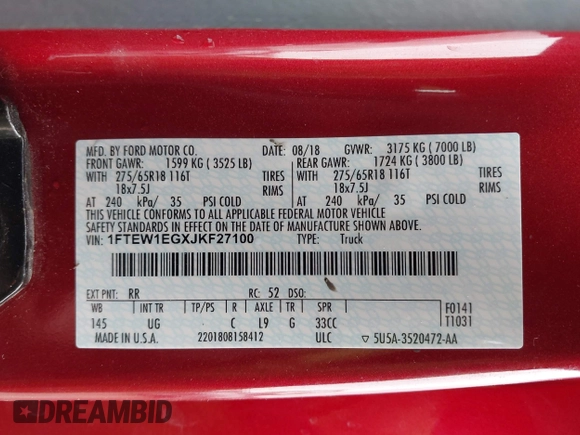 MFD. BY FORD MOTOR CO. 08/18 GVWR: 3175 KG (7000 LB)
FRONT GAWR: 1599 KG (3525 LB) REAR GAWR: 1724 KG (3800 LB)
WITH 275/65R18 116T TIRES WITH 275/65R18 116T TIRES
18x7.5J RIMS 18x7.5J RIMS
AT 240 kPa/ 35 PSI COLD AT 240 kPa/ 35 PSI COLD
THIS VEHICLE CONFORMS TO ALL APPLICABLE FEDERAL MOTOR VEHICLE
SAFETY STANDARDS IN EFFECT ON THE DATE OF MANUFACTURE SHOWN ABOVE.
VIN: 1FTEW1EGXJKF27100 TYPE: Truck
EXT PNT: RR RC: 52 DSO:
WB INT TR TP/PS R AXLE TR SPR F0141
145 UG C L9 G 33CC T1031
MADE IN U.S.A. 2201808158412 ULC ▽ 5U5A-3520472-AA
DREAMBID